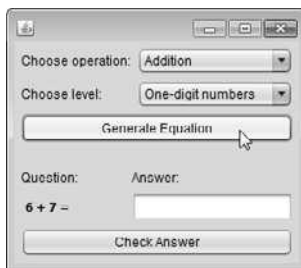 Choose operation: Addition
Choose level: One-digit numbers
Generate Equation
Question: Answer:
6 + 7 =
Check Answer